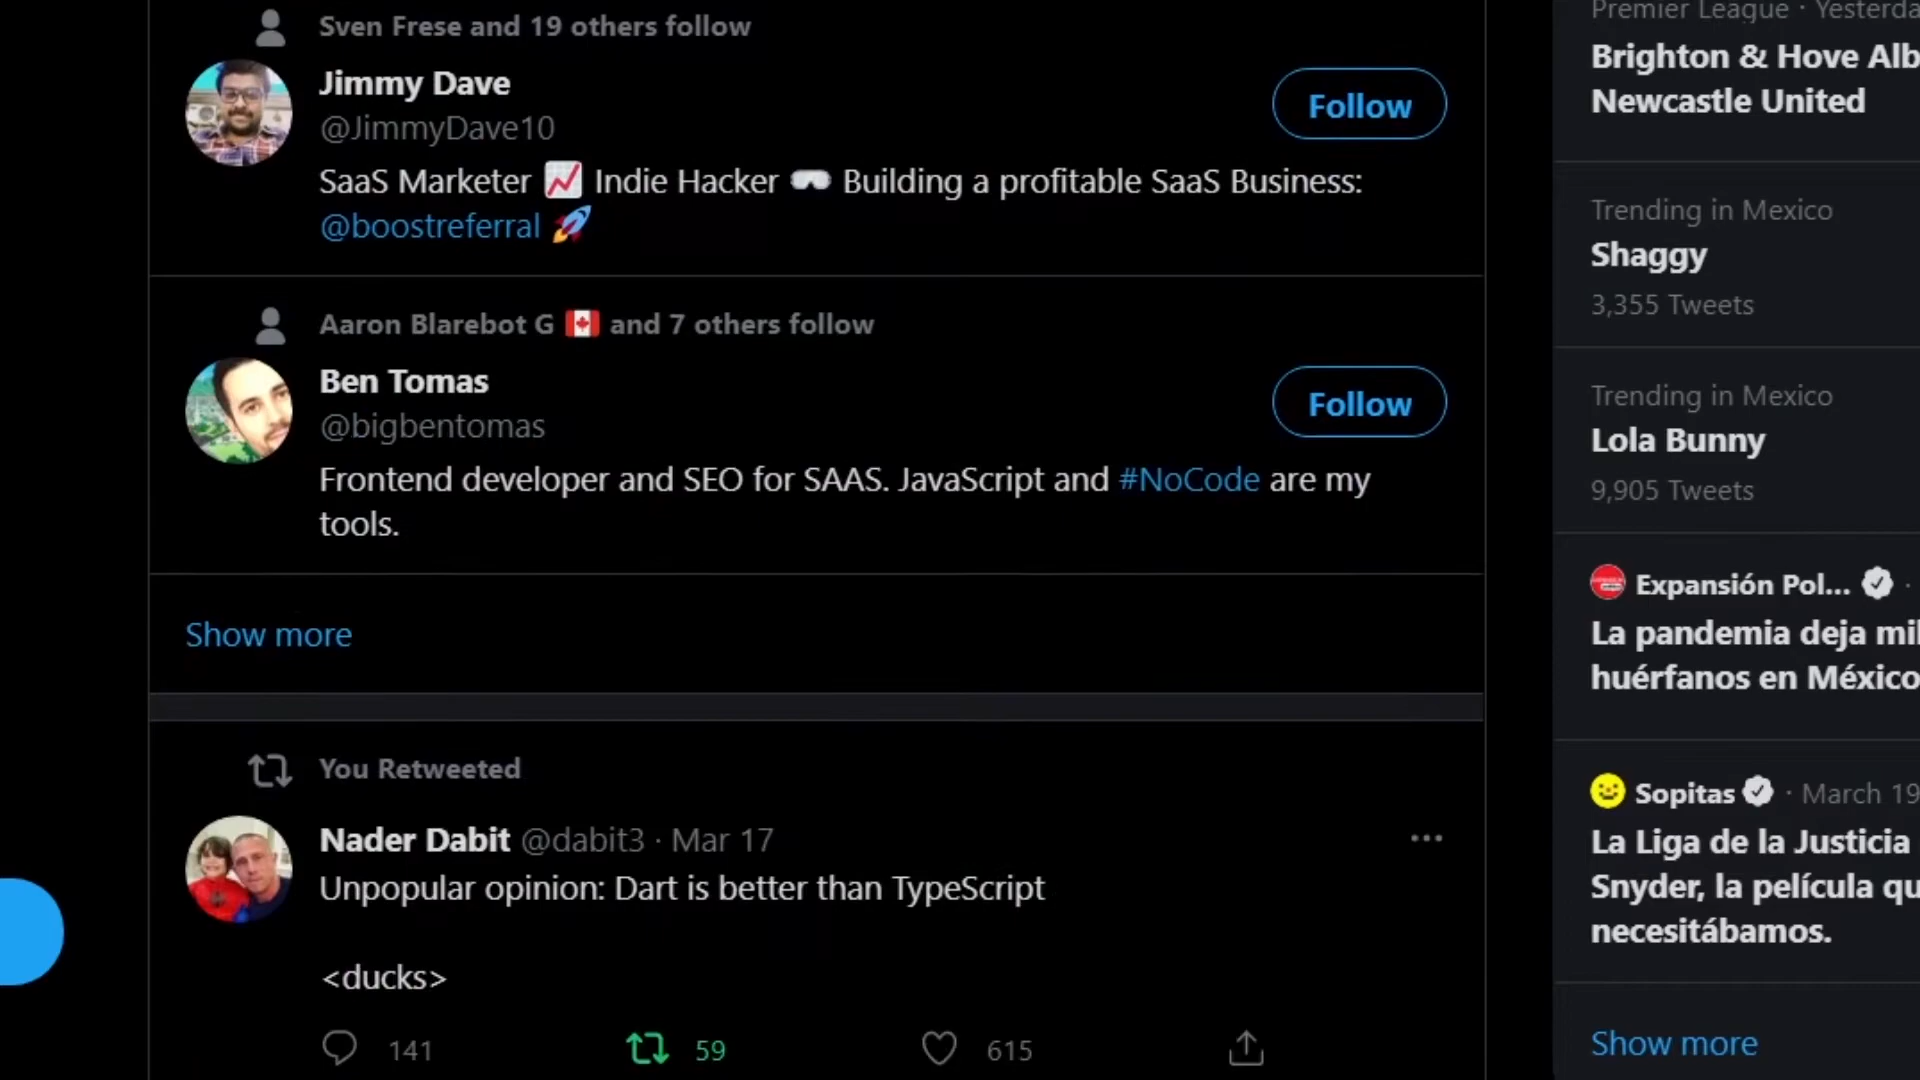 Sven Frese and 19 others follow
Jimmy Dave
@JimmyDave10
Follow
SaaS Marketer 📈 Indie Hacker 🥽 Building a profitable SaaS Business:
@boostreferral 🚀
Aaron Blarebot G 🇨🇦 and 7 others follow
Ben Tomas
@bigbentomas
Follow
Frontend developer and SEO for SAAS. JavaScript and #NoCode are my
tools.
Show more
You Retweeted
Nader Dabit @dabit3 · Mar 17
Unpopular opinion: Dart is better than TypeScript
<ducks>
141 59 615
Premier League · Yesterda
Brighton & Hove Alb
Newcastle United
Trending in Mexico
Shaggy
3,355 Tweets
Trending in Mexico
Lola Bunny
9,905 Tweets
Expansión Pol... ·
La pandemia deja mil
huérfanos en México
Sopitas · March 19
La Liga de la Justicia
Snyder, la película qu
necesitábamos.
Show more